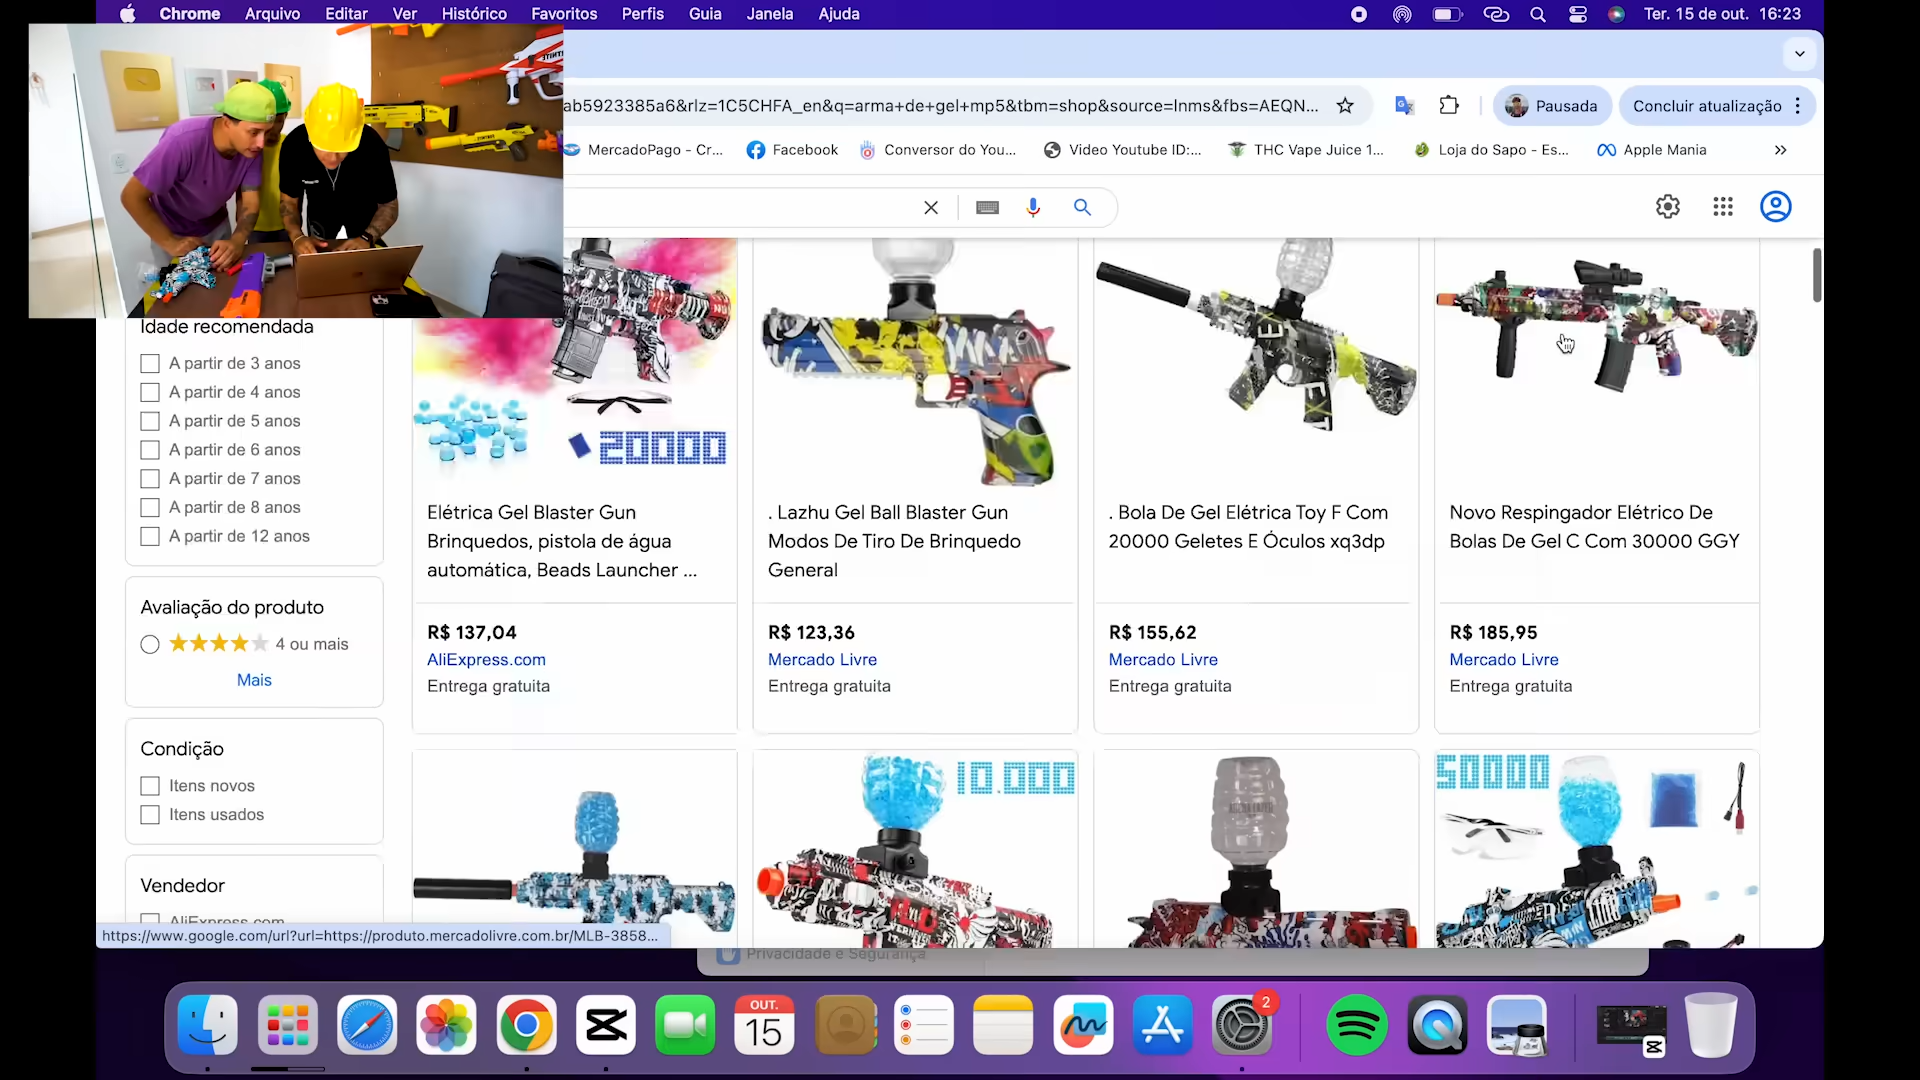 Chrome Arquivo Editar Ver Histórico Favoritos Perfis Guia Janela Ajuda
Ter. 15 de out. 16:23
ab5923385a6&rlz=1C5CHFA_en&q=arma+de+gel+mp5&tbm=shop&source=lnms&fbs=AEQN...
Pausada
Concluir atualização
MercadoPago - Cr...
Facebook
Conversor do You...
Video Youtube ID:...
THC Vape Juice 1...
Loja do Sapo - Es...
Apple Mania
Idade recomendada
A partir de 3 anos
A partir de 4 anos
A partir de 5 anos
A partir de 6 anos
A partir de 7 anos
A partir de 8 anos
A partir de 12 anos
Avaliação do produto
4 ou mais
Mais
Condição
Itens novos
Itens usados
Vendedor
AliExpress.com
20000
Elétrica Gel Blaster Gun
Brinquedos, pistola de água
automática, Beads Launcher ...
R$ 137,04
AliExpress.com
Entrega gratuita
. Lazhu Gel Ball Blaster Gun
Modos De Tiro De Brinquedo
General
R$ 123,36
Mercado Livre
Entrega gratuita
. Bola De Gel Elétrica Toy F Com
20000 Geletes E Óculos xq3dp
R$ 155,62
Mercado Livre
Entrega gratuita
Novo Respingador Elétrico De
Bolas De Gel C Com 30000 GGY
R$ 185,95
Mercado Livre
Entrega gratuita
10.000
50000
https://www.google.com/url?url=https://produto.mercadolivre.com.br/MLB-3858...
Privacidade e Segurança
OUT.
15
2